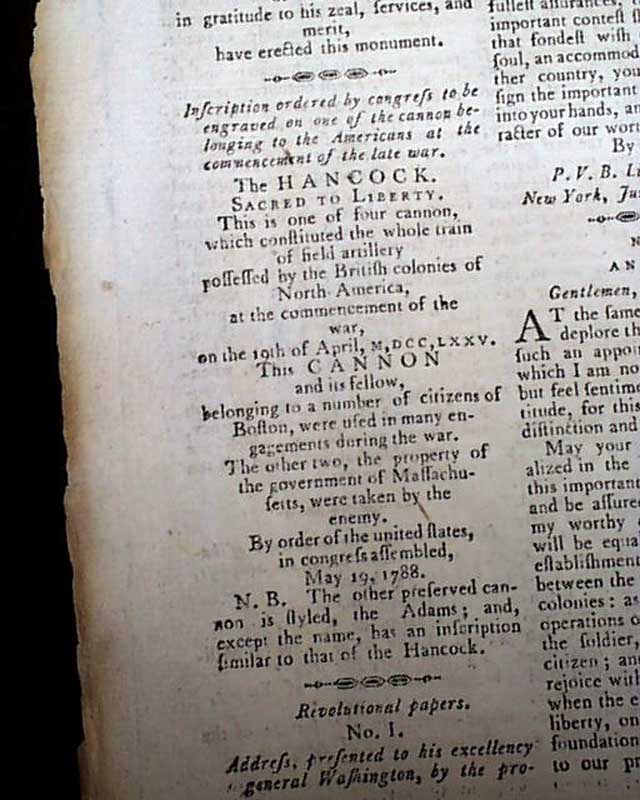 in gratitude to his zeal, ſervices, and
merit,
have erected this monument.
Inſcription ordered by congreſs to be
engraved on one of the cannon be-
longing to the Americans at the
commencement of the late war.
The HANCOCK.
SACRED TO LIBERTY.
This is one of four cannon,
which conſtituted the whole train
of field artillery
poſſeſſed by the Britiſh colonies of
North-America,
at the commencement of the
war,
on the 19th of April, M,DCC,LXXV.
This CANNON
and its fellow,
belonging to a number of citizens of
Boſton, were uſed in many en-
gagements during the war.
The other two, the property of
the government of Maſſachu-
ſetts, were taken by the
enemy.
By order of the united ſtates,
in congreſs aſſembled,
May 19, 1788.
N. B. The other preſerved can-
non is ſtyled, the Adams; and,
except the name, has an inſcription
ſimilar to that of the Hancock.
Revolutional papers.
No. I.
Addreſs, preſented to his excellency
general Waſhington, by the pro-
fulleſt aſſurances,
important conteſt
that fondeſt wiſh
ſoul, an accommod
ther country, you
ſign the important
into your hands, an
racter of our wor
By
P. V. B. Li
New York, Ju
AN
Gentlemen,
AT the ſame
deplore th
ſuch an appoi
which I am no
but feel ſentime
titude, for this
diſtinction and
May your
alized in the
this important
and be aſſure
my worthy
will be equa
eſtabliſhment
between the
colonies: as
operations o
the ſoldier,
citizen; and
rejoice with
when the e
liberty, on
foundation
to our pr